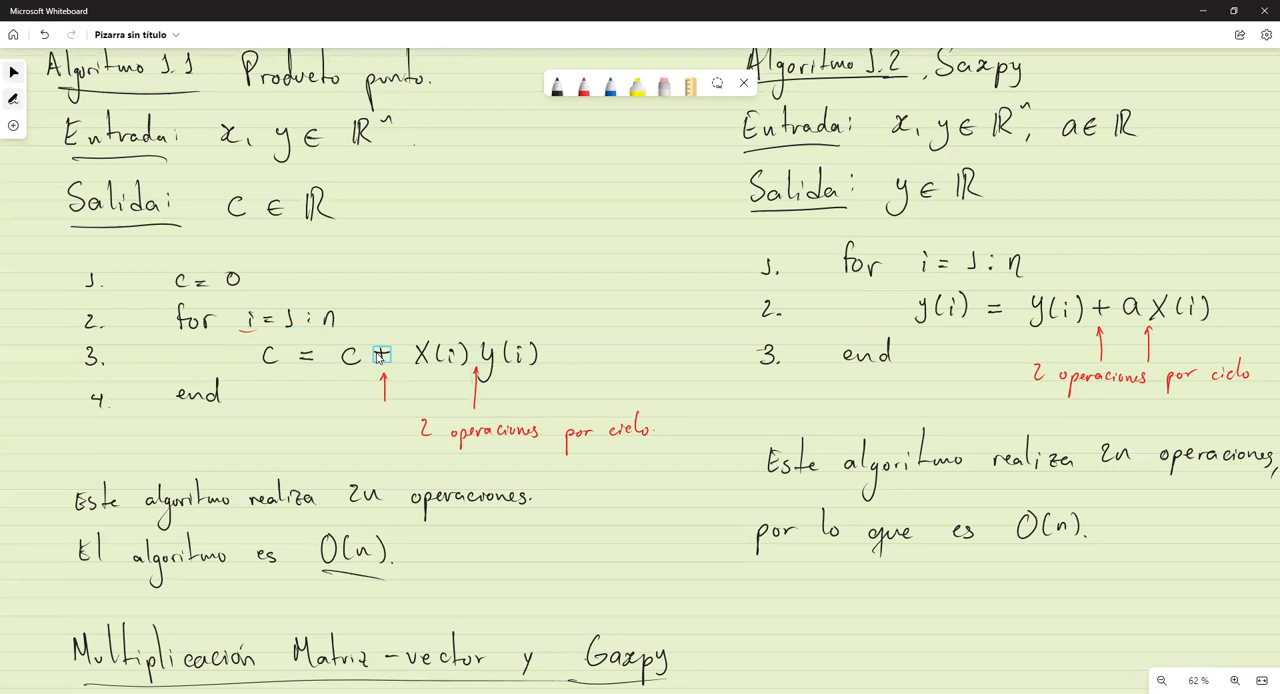 Microsoft Whiteboard
Pizarra sin título
Algoritmo 1.1 Producto punto.
Entrada: x, y ∈ ℝⁿ
Salida: c ∈ ℝ
1. c = 0
2. for i = 1 : n
3. c = c + x(i) y(i)
4. end
2 operaciones por ciclo.
Este algoritmo realiza 2n operaciones.
El algoritmo es O(n).
Multiplicación Matriz-vector y Gaxpy
Algoritmo 1.2, Saxpy
Entrada: x, y ∈ ℝⁿ, a ∈ ℝ
Salida: y ∈ ℝ
1. for i = 1 : n
2. y(i) = y(i) + a x(i)
3. end
2 operaciones por ciclo
Este algoritmo realiza 2n operaciones,
por lo que es O(n).
62 %